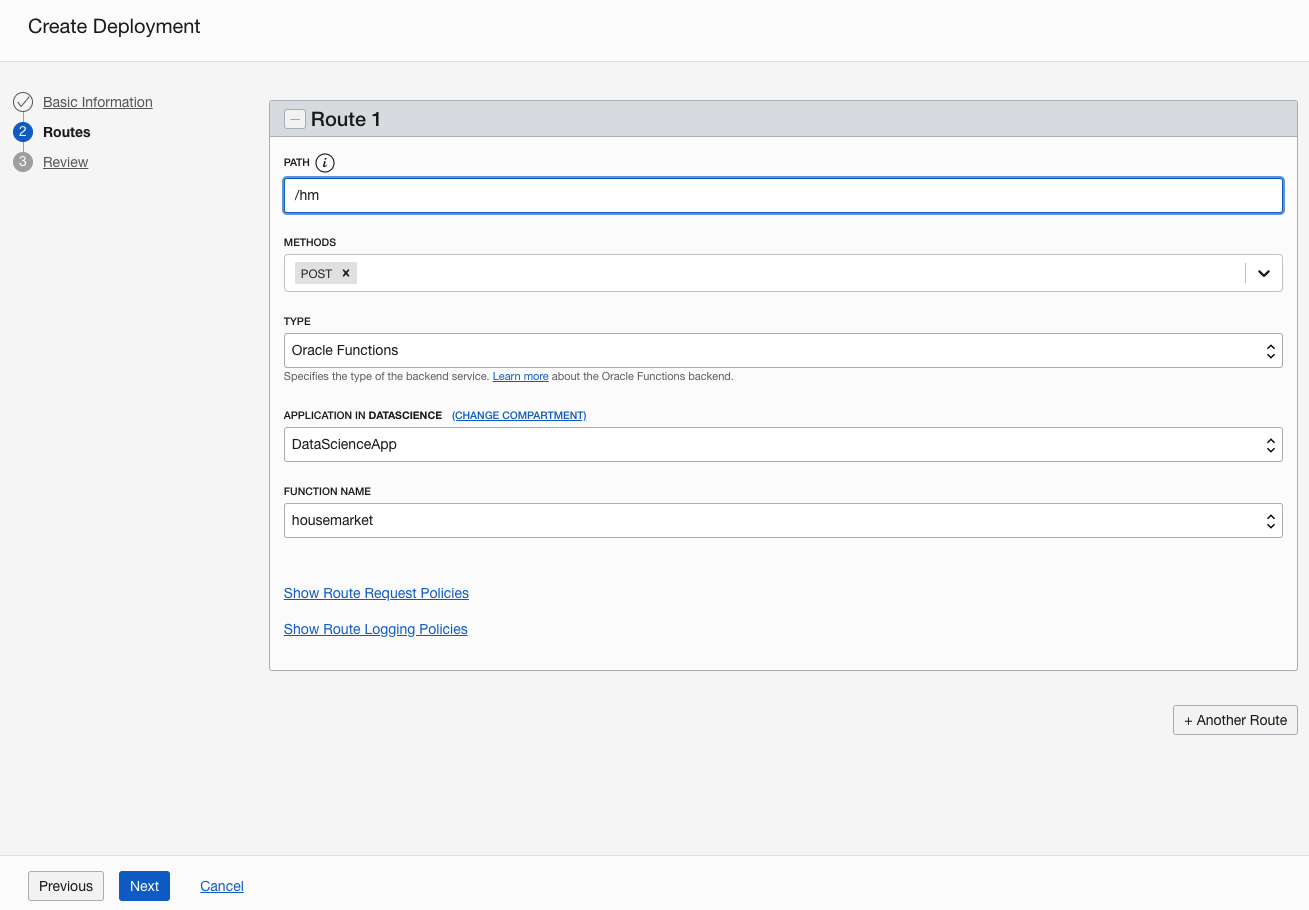 Create Deployment
Basic Information
2 Routes
3 Review
Route 1
PATH i
/hm
METHODS
POST ×
TYPE
Oracle Functions
Specifies the type of the backend service. Learn more about the Oracle Functions backend.
APPLICATION IN DATASCIENCE (CHANGE COMPARTMENT)
DataScienceApp
FUNCTION NAME
housemarket
Show Route Request Policies
Show Route Logging Policies
+ Another Route
Previous Next Cancel